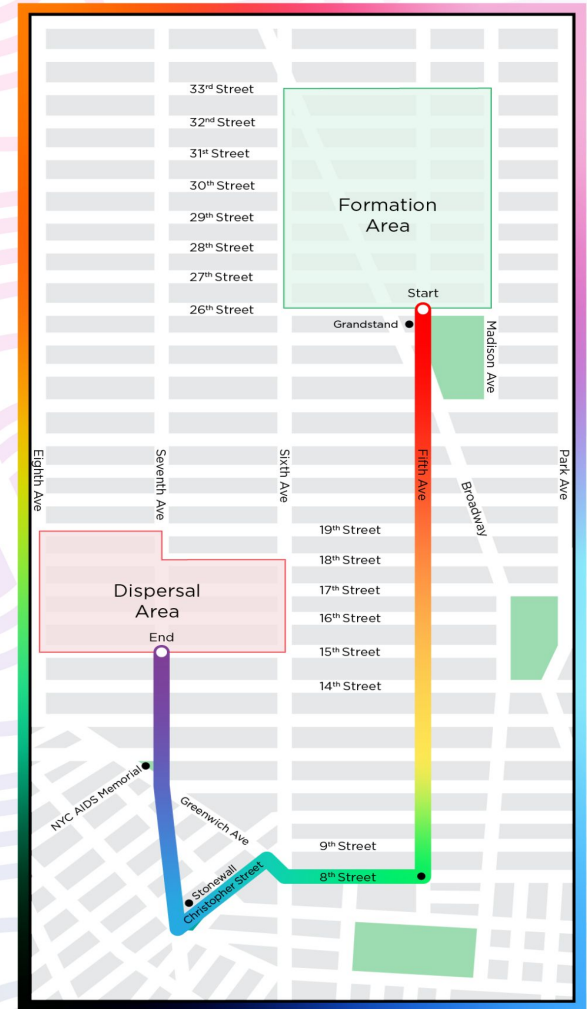 33rd Street
32nd Street
31st Street
30th Street
29th Street
28th Street
27th Street
26th Street
Formation
Area
Start
Grandstand
Madison Ave
Eighth Ave
Seventh Ave
Sixth Ave
Fifth Ave
Broadway
Park Ave
19th Street
18th Street
17th Street
16th Street
15th Street
14th Street
Dispersal
Area
End
NYC AIDS Memorial
Greenwich Ave
Stonewall
Christopher Street
9th Street
8th Street